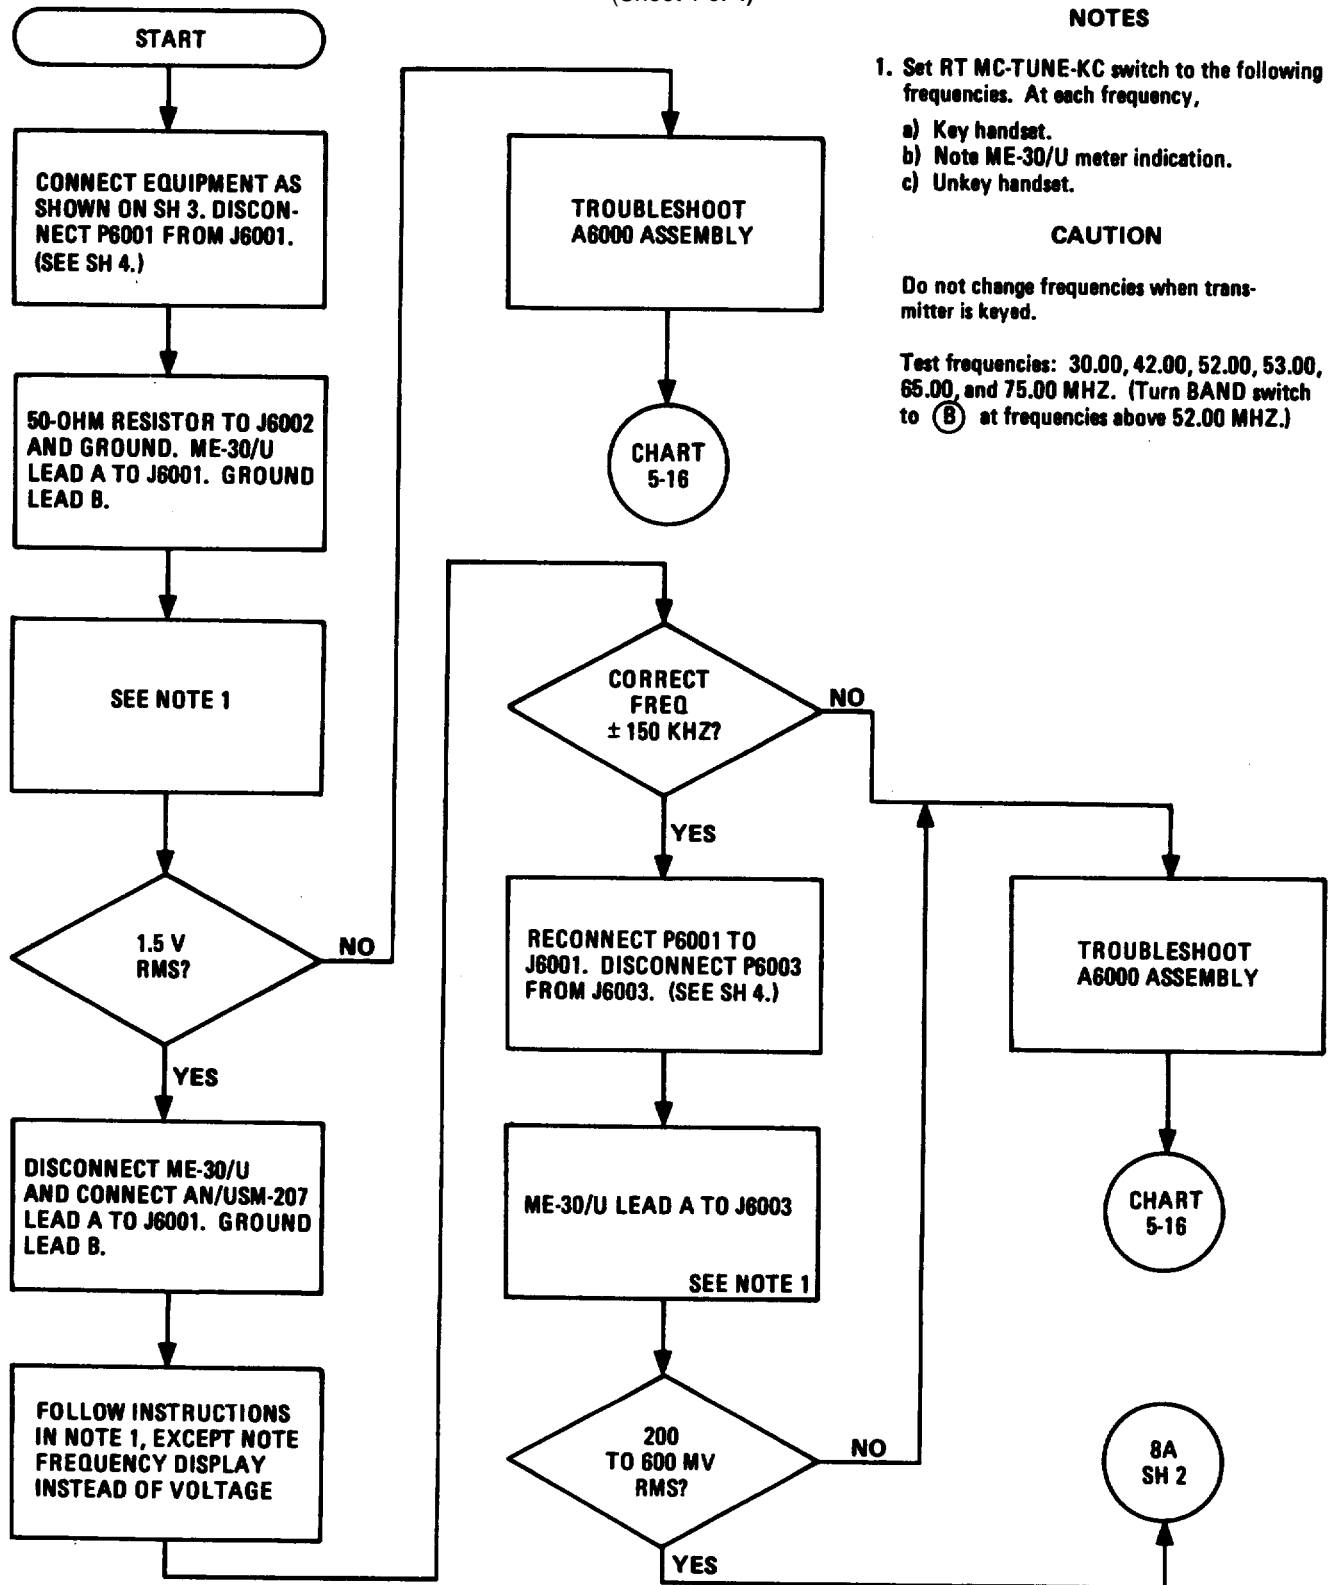 START
CONNECT EQUIPMENT AS
SHOWN ON SH 3. DISCON-
NECT P6001 FROM J6001.
(SEE SH 4.)
50-OHM RESISTOR TO J6002
AND GROUND. ME-30/U
LEAD A TO J6001. GROUND
LEAD B.
SEE NOTE 1
1.5 V
RMS?
NO
YES
DISCONNECT ME-30/U
AND CONNECT AN/USM-207
LEAD A TO J6001. GROUND
LEAD B.
FOLLOW INSTRUCTIONS
IN NOTE 1, EXCEPT NOTE
FREQUENCY DISPLAY
INSTEAD OF VOLTAGE
TROUBLESHOOT
A6000 ASSEMBLY
CHART
5-16
CORRECT
FREQ
± 150 KHZ?
NO
YES
RECONNECT P6001 TO
J6001. DISCONNECT P6003
FROM J6003. (SEE SH 4.)
ME-30/U LEAD A TO J6003
SEE NOTE 1
200
TO 600 MV
RMS?
NO
YES
NOTES
1. Set RT MC-TUNE-KC switch to the following
frequencies. At each frequency,
a) Key handset.
b) Note ME-30/U meter indication.
c) Unkey handset.
CAUTION
Do not change frequencies when trans-
mitter is keyed.
Test frequencies: 30.00, 42.00, 52.00, 53.00,
65.00, and 75.00 MHZ. (Turn BAND switch
to B at frequencies above 52.00 MHZ.)
TROUBLESHOOT
A6000 ASSEMBLY
CHART
5-16
8A
SH 2